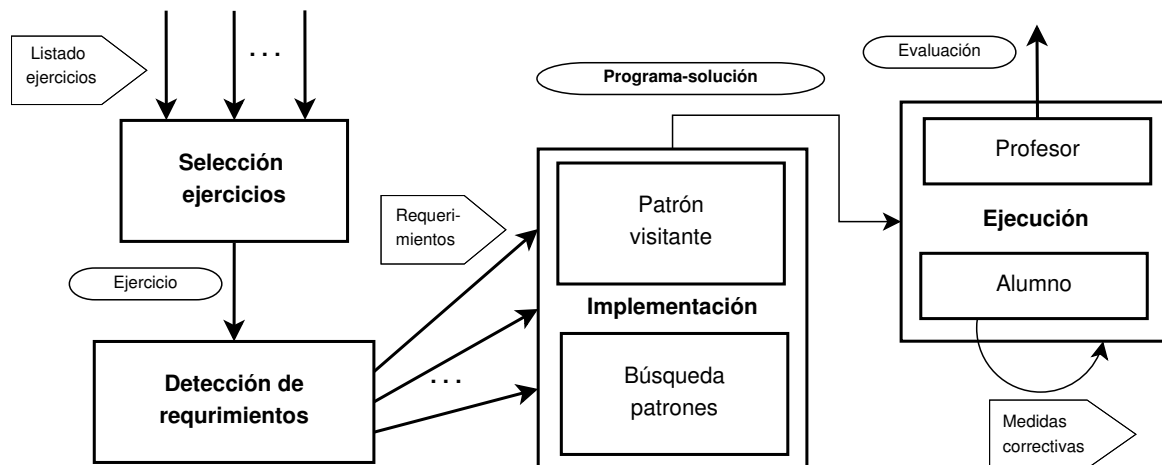 Listado
ejercicios
. . .
Selección
ejercicios
Ejercicio
Detección de
requrimientos
Requeri-
mientos
. . .
Programa-solución
Patrón
visitante
Implementación
Búsqueda
patrones
Evaluación
Profesor
Ejecución
Alumno
Medidas
correctivas